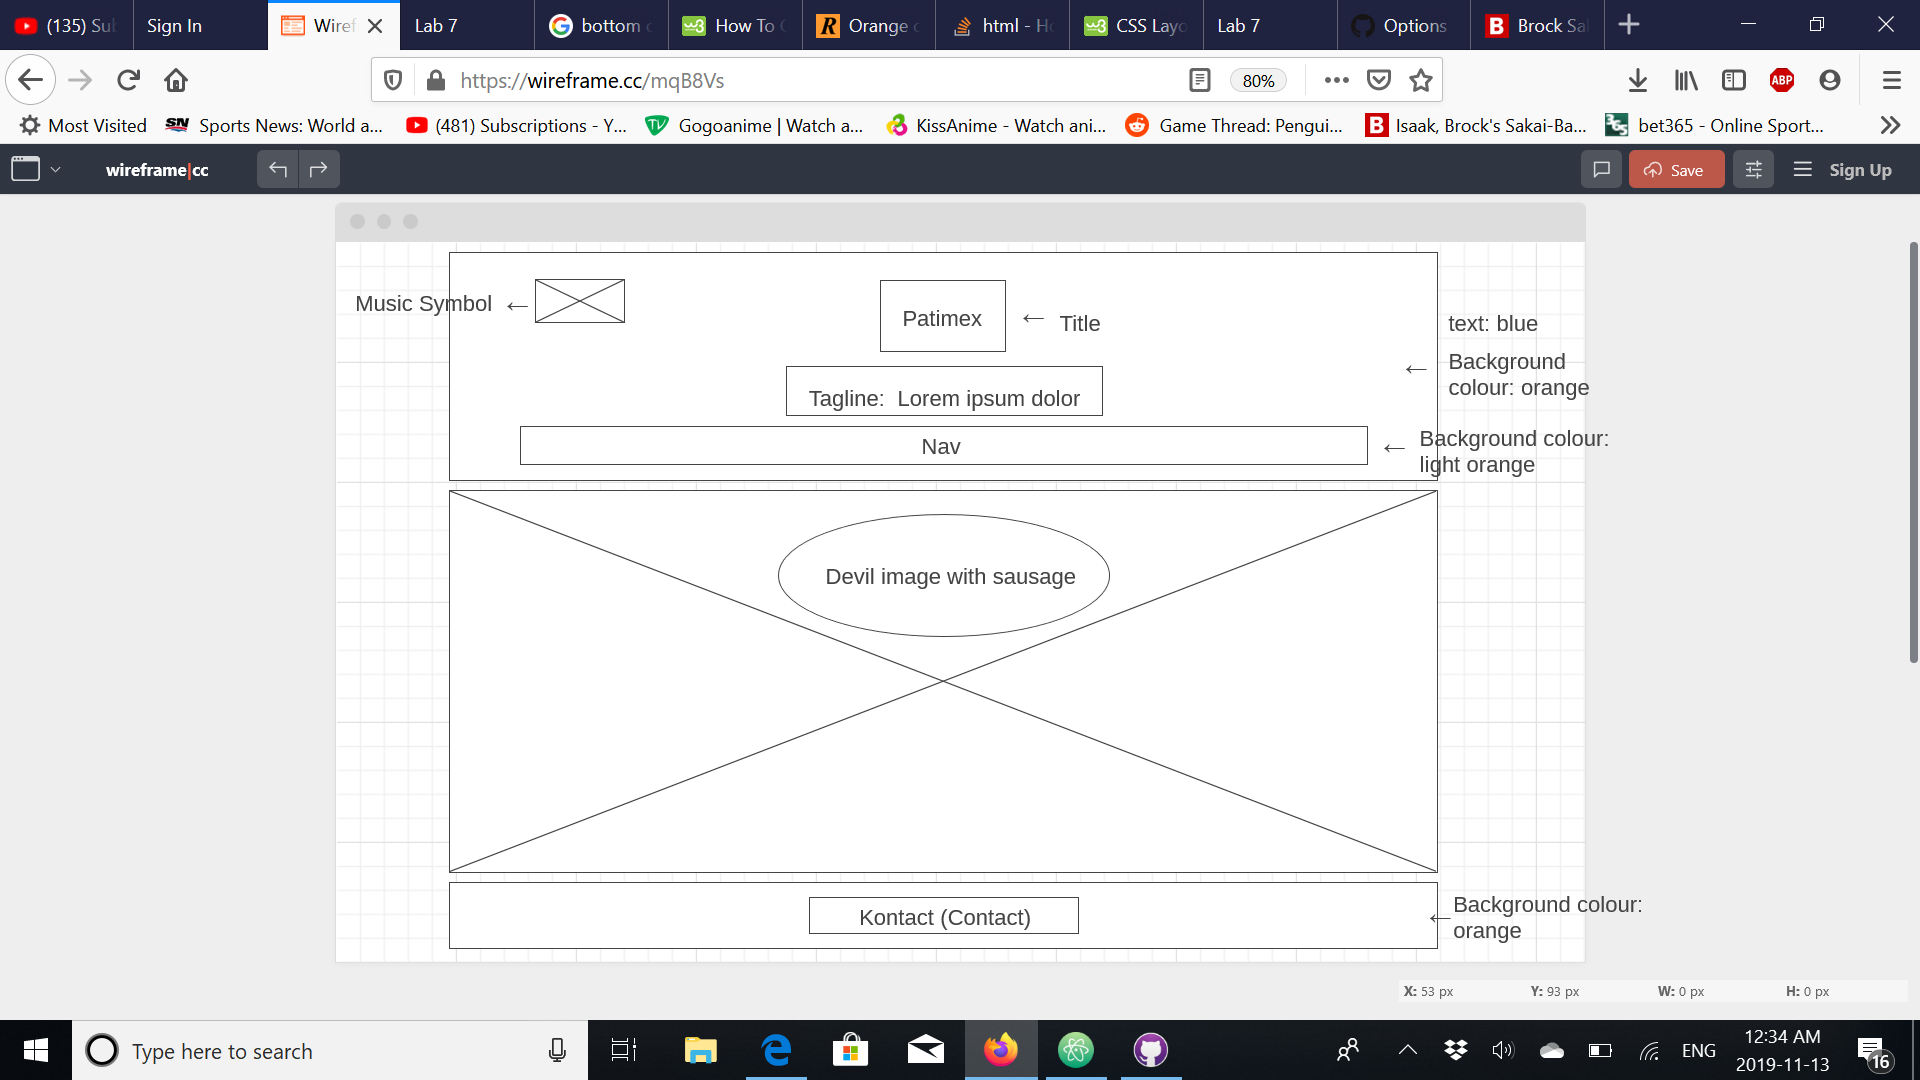 (135) Sub
Sign In
Wiref
Lab 7
bottom o
How To C
Orange c
html - Ho
CSS Layo
Lab 7
Options
Brock Sa
https://wireframe.cc/mqB8Vs
80%
ABP
Most Visited
Sports News: World a...
(481) Subscriptions - Y...
Gogoanime | Watch a...
KissAnime - Watch ani...
Game Thread: Pengui...
Isaak, Brock's Sakai-Ba...
bet365 - Online Sport...
wireframe|cc
Save
Sign Up
Music Symbol
Patimex
Title
text: blue
Background
colour: orange
Tagline: Lorem ipsum dolor
Nav
Background colour:
light orange
Devil image with sausage
Kontact (Contact)
Background colour:
orange
X: 53 px
Y: 93 px
W: 0 px
H: 0 px
Type here to search
ENG
12:34 AM
2019-11-13
16